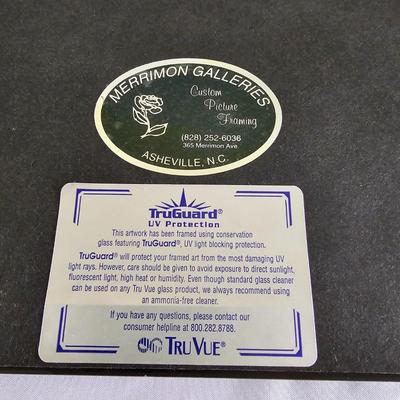 MERRIMON GALLERIES
Custom
Picture
Framing
(828) 252-6036
365 Merrimon Ave
ASHEVILLE, N.C.
TruGuard®
UV Protection
This artwork has been framed using conservation
glass featuring TruGuard®, UV light blocking protection.
TruGuard® will protect your framed art from the most damaging UV
light rays. However, care should be given to avoid exposure to direct sunlight,
fluorescent light, high heat or humidity. Even though standard glass cleaner
can be used on any Tru Vue glass product, we always recommend using
an ammonia-free cleaner.
If you have any questions, please contact our
consumer helpline at 800.282.8788.
TRU VUE®